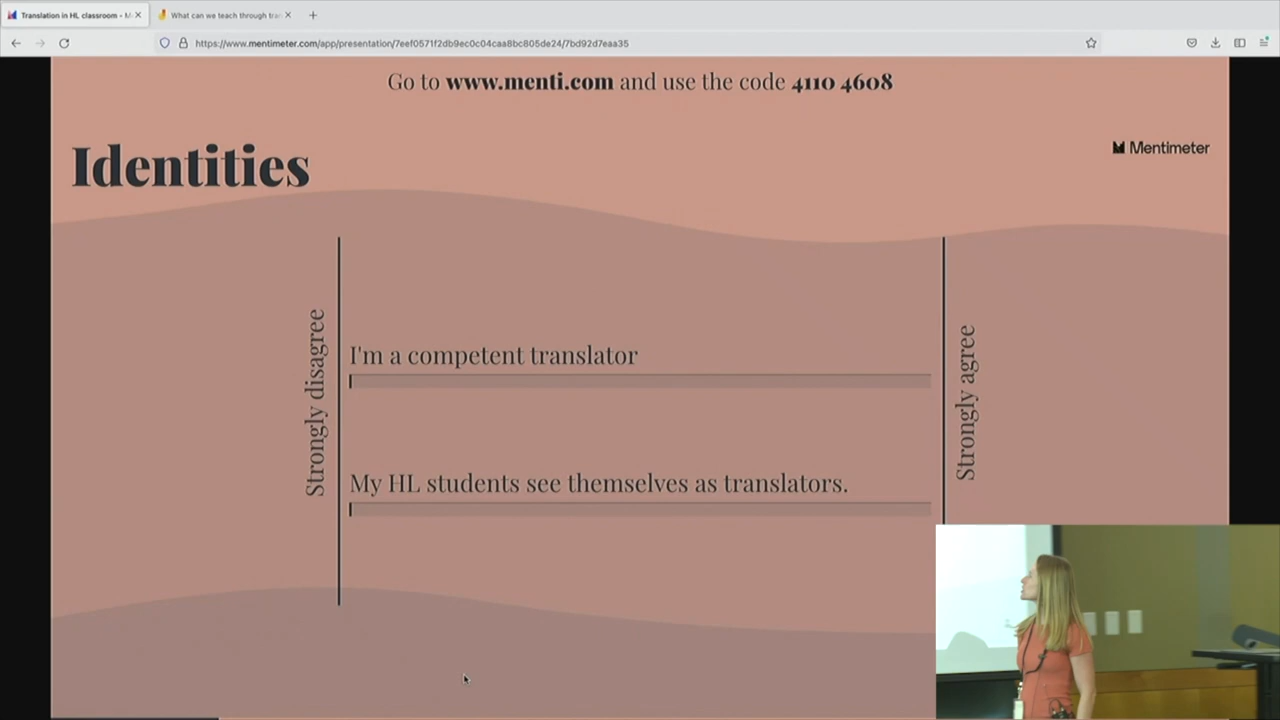 Translation in HL classroom - M
What can we teach through tran
https://www.mentimeter.com/app/presentation/7eef0571f2db9ec0c04caa8bc805de24/7bd92d7eaa35
Go to www.menti.com and use the code 4110 4608
Identities
Mentimeter
Strongly disagree
I'm a competent translator
My HL students see themselves as translators.
Strongly agree